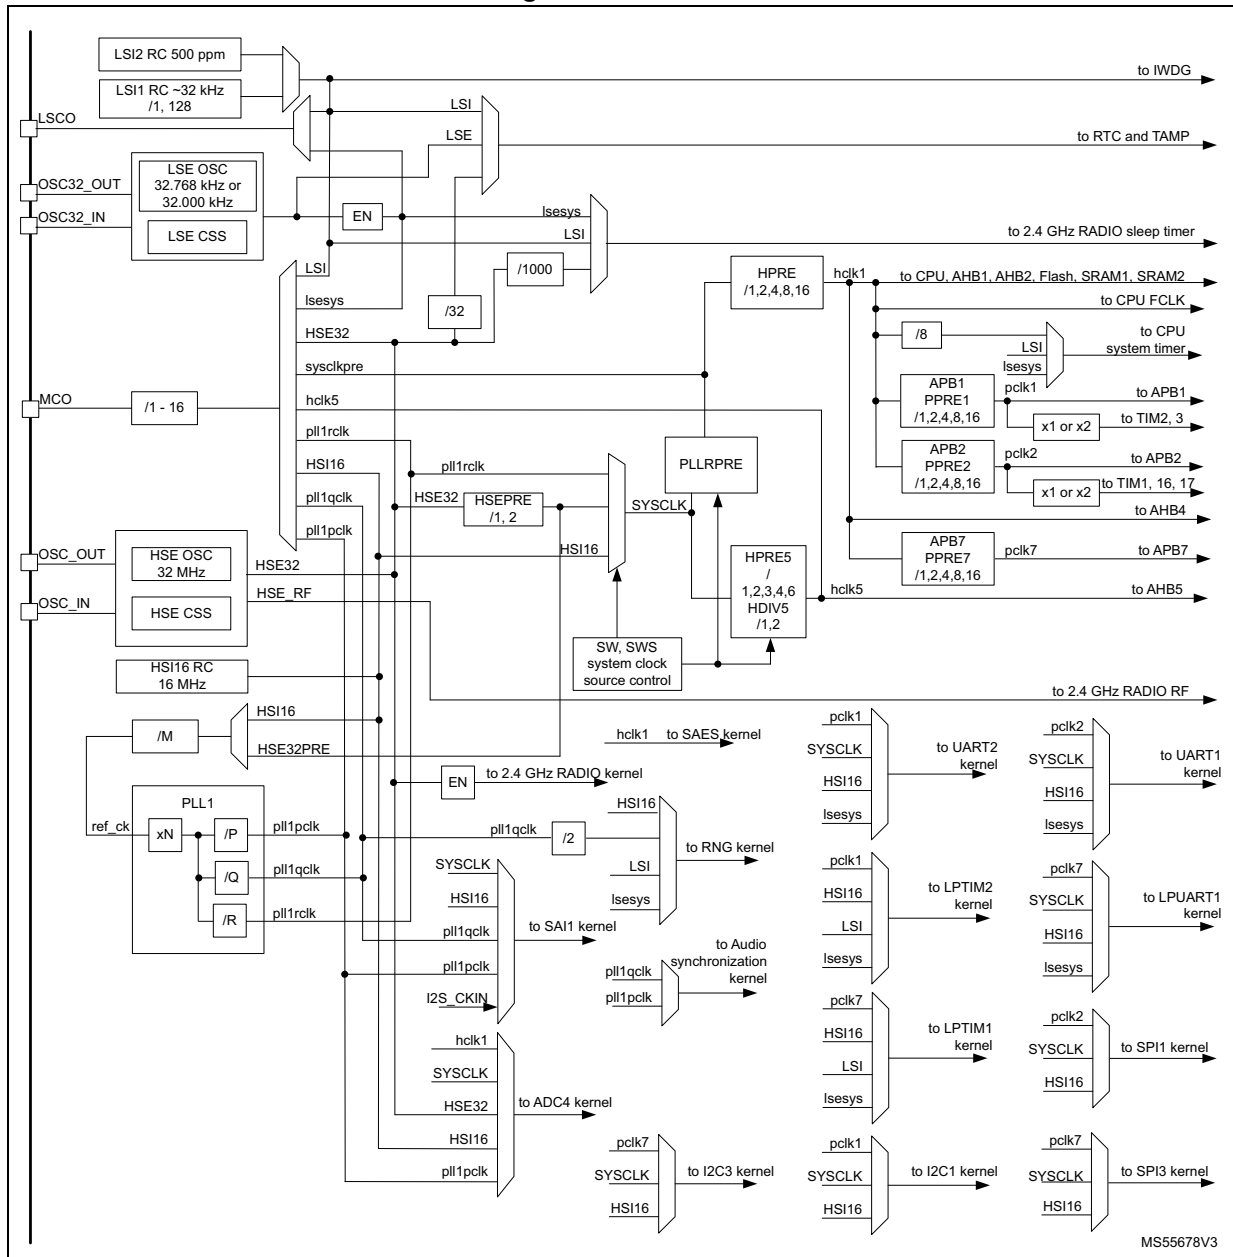 LSI2 RC 500 ppm
LSI1 RC ~32 kHz
/1, 128
to IWDG
LSCO
LSI
LSE
to RTC and TAMP
OSC32_OUT
OSC32_IN
LSE OSC
32.768 kHz or
32.000 kHz
LSE CSS
EN
lsesys
LSI
to 2.4 GHz RADIO sleep timer
/1000
/32
LSI
lsesys
HSE32
sysclkpre
hclk5
pll1rclk
HSI16
pll1qclk
pll1pclk
MCO
/1 - 16
HPRE
/1,2,4,8,16
hclk1
to CPU, AHB1, AHB2, Flash, SRAM1, SRAM2
to CPU FCLK
/8
LSI
lsesys
to CPU
system timer
APB1
PPRE1
/1,2,4,8,16
pclk1
to APB1
x1 or x2
to TIM2, 3
APB2
PPRE2
/1,2,4,8,16
pclk2
to APB2
x1 or x2
to TIM1, 16, 17
to AHB4
APB7
PPRE7
/1,2,4,8,16
pclk7
to APB7
pll1rclk
HSE32
HSEPRE
/1, 2
HSI16
SYSCLK
PLLRPRE
HPRE5
/
1,2,3,4,6
HDIV5
/1,2
hclk5
to AHB5
SW, SWS
system clock
source control
OSC_OUT
OSC_IN
HSE OSC
32 MHz
HSE CSS
HSE32
HSE_RF
to 2.4 GHz RADIO RF
HSI16 RC
16 MHz
/M
HSI16
HSE32PRE
hclk1
to SAES kernel
EN
to 2.4 GHz RADIO kernel
PLL1
ref_ck
xN
/P
/Q
/R
pll1pclk
pll1qclk
pll1rclk
pll1qclk
/2
HSI16
LSI
lsesys
to RNG kernel
SYSCLK
HSI16
pll1qclk
pll1pclk
I2S_CKIN
to SAI1 kernel
pll1qclk
pll1pclk
to Audio
synchronization
kernel
hclk1
SYSCLK
HSE32
HSI16
pll1pclk
to ADC4 kernel
pclk7
SYSCLK
HSI16
to I2C3 kernel
pclk1
SYSCLK
HSI16
lsesys
to UART2
kernel
pclk2
SYSCLK
HSI16
lsesys
to UART1
kernel
pclk1
HSI16
LSI
lsesys
to LPTIM2
kernel
pclk7
SYSCLK
HSI16
lsesys
to LPUART1
kernel
pclk7
HSI16
LSI
lsesys
to LPTIM1
kernel
pclk2
SYSCLK
HSI16
to SPI1 kernel
pclk1
SYSCLK
HSI16
to I2C1 kernel
pclk7
SYSCLK
HSI16
to SPI3 kernel
MS55678V3